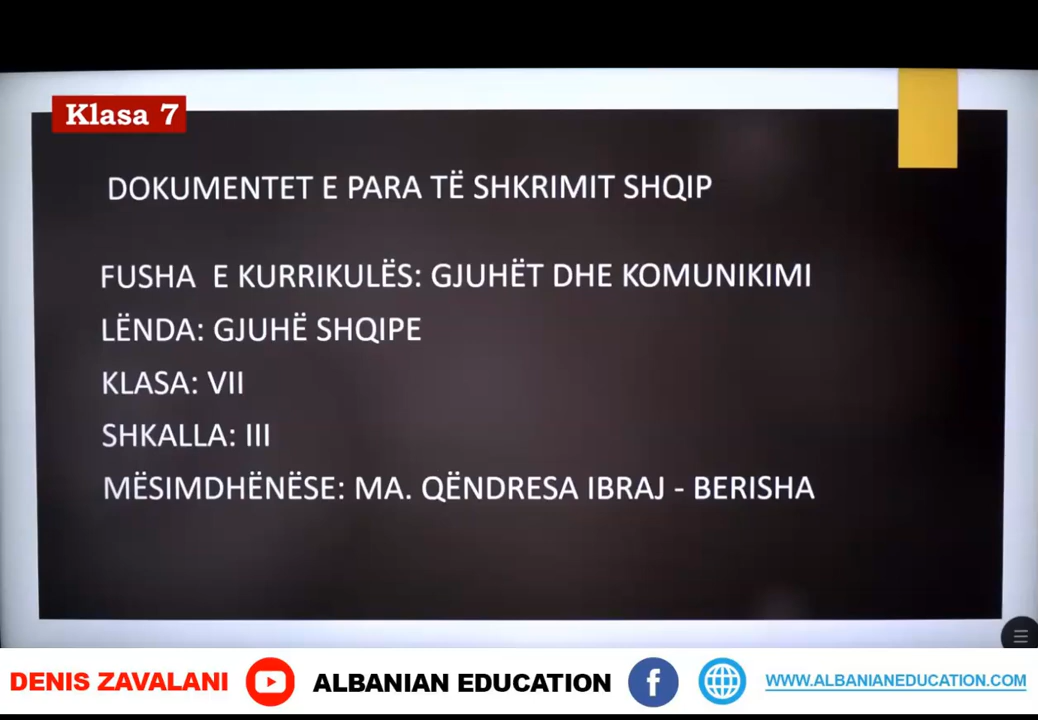 Klasa 7
DOKUMENTET E PARA TË SHKRIMIT SHQIP
FUSHA E KURRIKULËS: GJUHËT DHE KOMUNIKIMI
LËNDA: GJUHË SHQIPE
KLASA: VII
SHKALLA: III
MËSIMDHËNËSE: MA. QËNDRESA IBRAJ - BERISHA
DENIS ZAVALANI ALBANIAN EDUCATION WWW.ALBANIANEDUCATION.COM